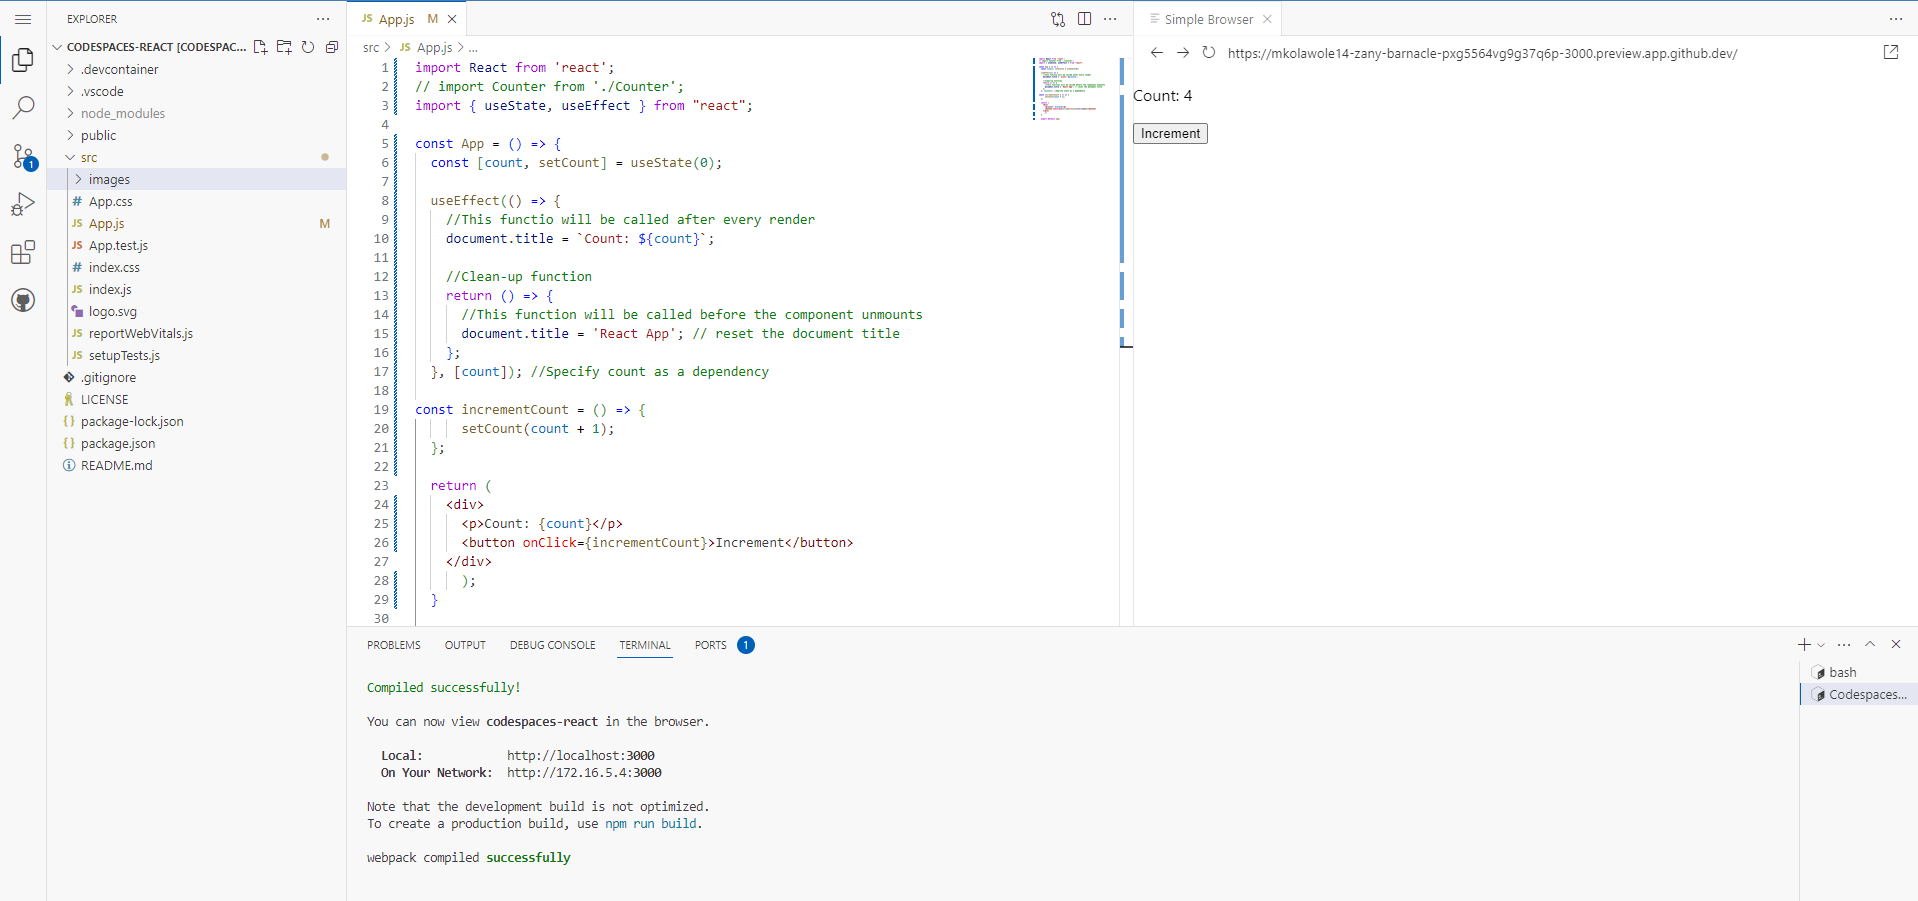 EXPLORER
CODESPACES-REACT [CODESPAC...
.devcontainer
.vscode
node_modules
public
src
images
# App.css
JS App.js M
JS App.test.js
# index.css
JS index.js
logo.svg
JS reportWebVitals.js
JS setupTests.js
.gitignore
LICENSE
{} package-lock.json
{} package.json
README.md
1
JS App.js M
src > JS App.js > ...
1 import React from 'react';
2 // import Counter from './Counter';
3 import { useState, useEffect } from "react";
4
5 const App = () => {
6 const [count, setCount] = useState(0);
7
8 useEffect(() => {
9 //This functio will be called after every render
10 document.title = `Count: ${count}`;
11
12 //Clean-up function
13 return () => {
14 //This function will be called before the component unmounts
15 document.title = 'React App'; // reset the document title
16 };
17 }, [count]); //Specify count as a dependency
18
19 const incrementCount = () => {
20 setCount(count + 1);
21 };
22
23 return (
24 <div>
25 <p>Count: {count}</p>
26 <button onClick={incrementCount}>Increment</button>
27 </div>
28 );
29 }
30
Simple Browser
https://mkolawole14-zany-barnacle-pxg5564vg9g37q6p-3000.preview.app.github.dev/
Count: 4
Increment
PROBLEMS OUTPUT DEBUG CONSOLE TERMINAL PORTS 1
Compiled successfully!
You can now view codespaces-react in the browser.
Local: http://localhost:3000
On Your Network: http://172.16.5.4:3000
Note that the development build is not optimized.
To create a production build, use npm run build.
webpack compiled successfully
bash
Codespaces...